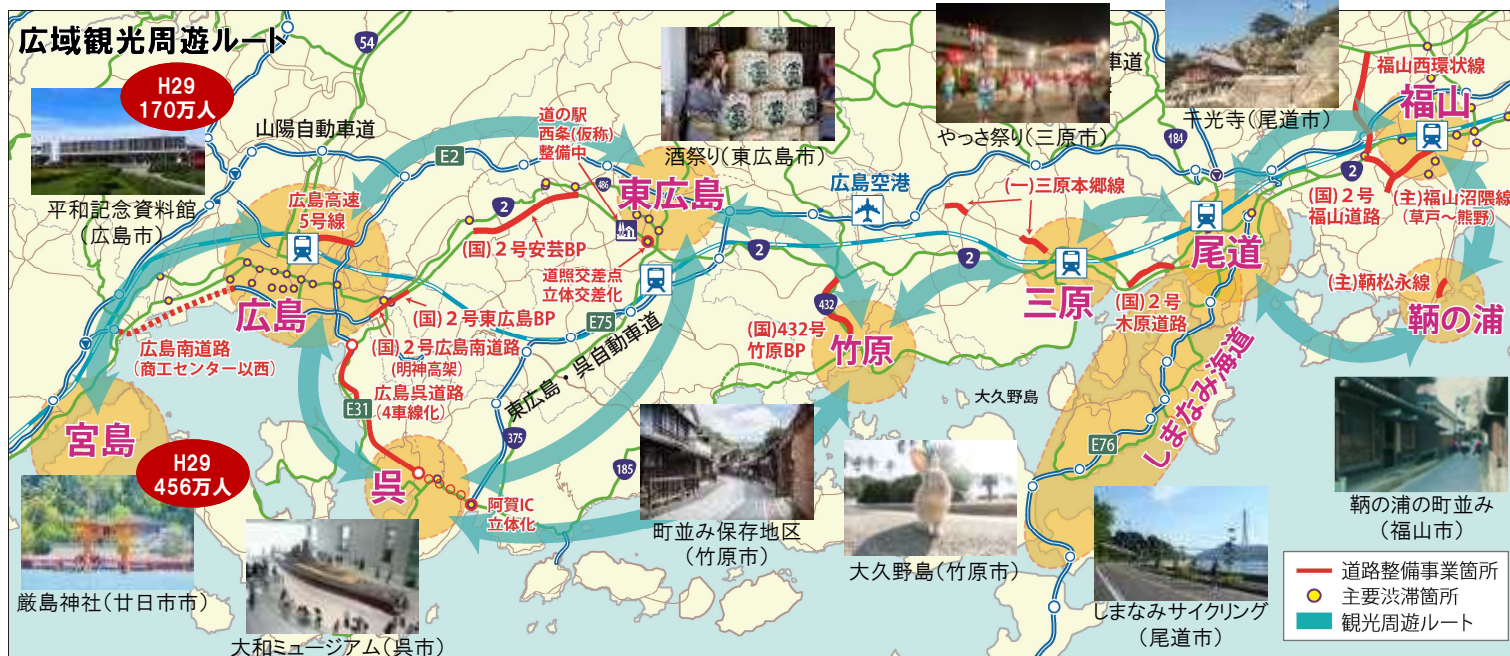 広域観光周遊ルート
H29
170万人
平和記念資料館
(広島市)
54
山陽自動車道
E2
広島高速
5号線
道の駅
西条(仮称)
整備中
486
2
(国)2号安芸BP
東広島
酒祭り(東広島市)
道照交差点
立体交差化
広島空港
車道
やっさ祭り(三原市)
(一)三原本郷線
千光寺(尾道市)
184
福山西環状線
福山
2
(国)2号
福山道路
(主)福山沼隈線
(草戸～熊野)
(主)鞆松永線
鞆の浦
尾道
三原
2
2
(国)2号
木原道路
432
(国)432号
竹原BP
竹原
広島
(国)2号東広島BP
(国)2号広島南道路
(明神高架)
広島南道路
(商工センター以西)
広島呉道路
(4車線化)
E31
E75
東広島・呉自動車道
375
185
宮島
H29
456万人
呉
阿賀IC
立体化
厳島神社(廿日市市)
大和ミュージアム(呉市)
町並み保存地区
(竹原市)
大久野島
大久野島(竹原市)
E76
しまなみ海道
しまなみサイクリング
(尾道市)
鞆の浦の町並み
(福山市)
道路整備事業箇所
主要渋滞箇所
観光周遊ルート